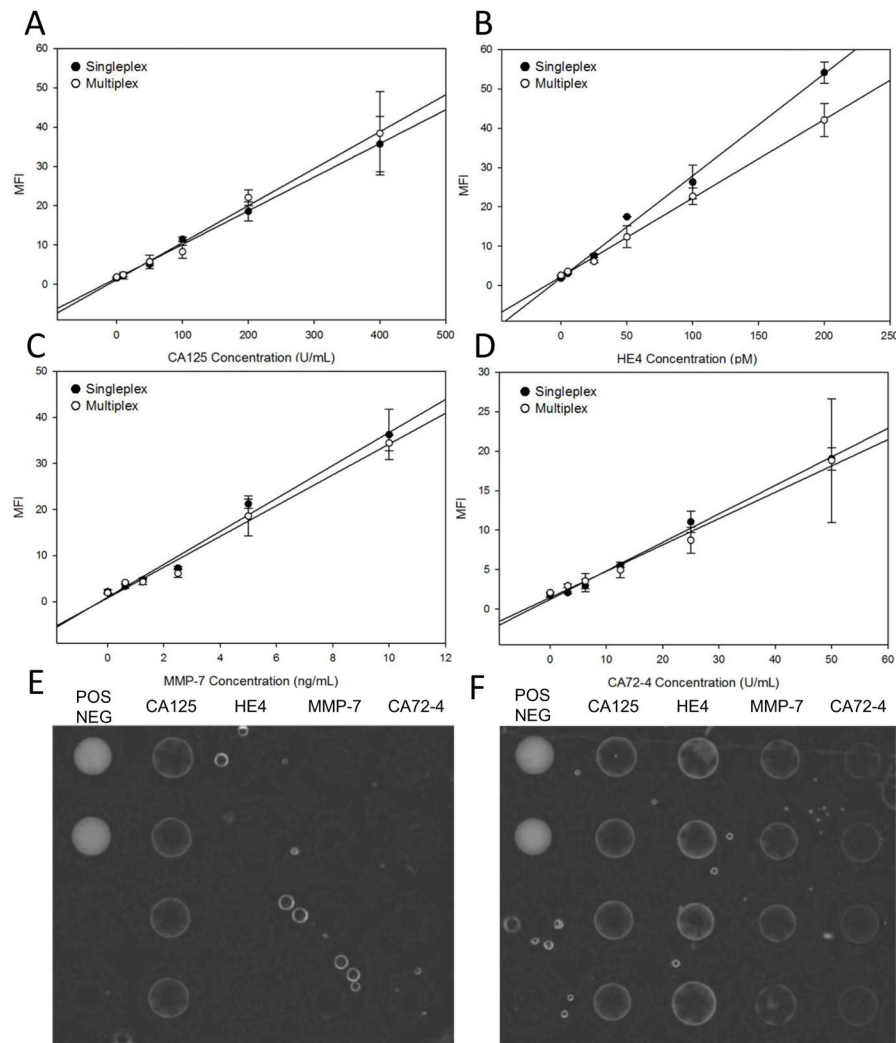 A
60
50
40
30
20
10
0
MFI
Singleplex
Multiplex
0 100 200 300 400 500
CA125 Concentration (U/mL)
B
60
50
40
30
20
10
0
MFI
Singleplex
Multiplex
0 50 100 150 200 250
HE4 Concentration (pM)
C
50
40
30
20
10
0
MFI
Singleplex
Multiplex
0 2 4 6 8 10 12
MMP-7 Concentration (ng/mL)
D
30
25
20
15
10
5
0
MFI
Singleplex
Multiplex
0 10 20 30 40 50 60
CA72-4 Concentration (U/mL)
E
POS CA125 HE4 MMP-7 CA72-4
NEG
F
POS CA125 HE4 MMP-7 CA72-4
NEG